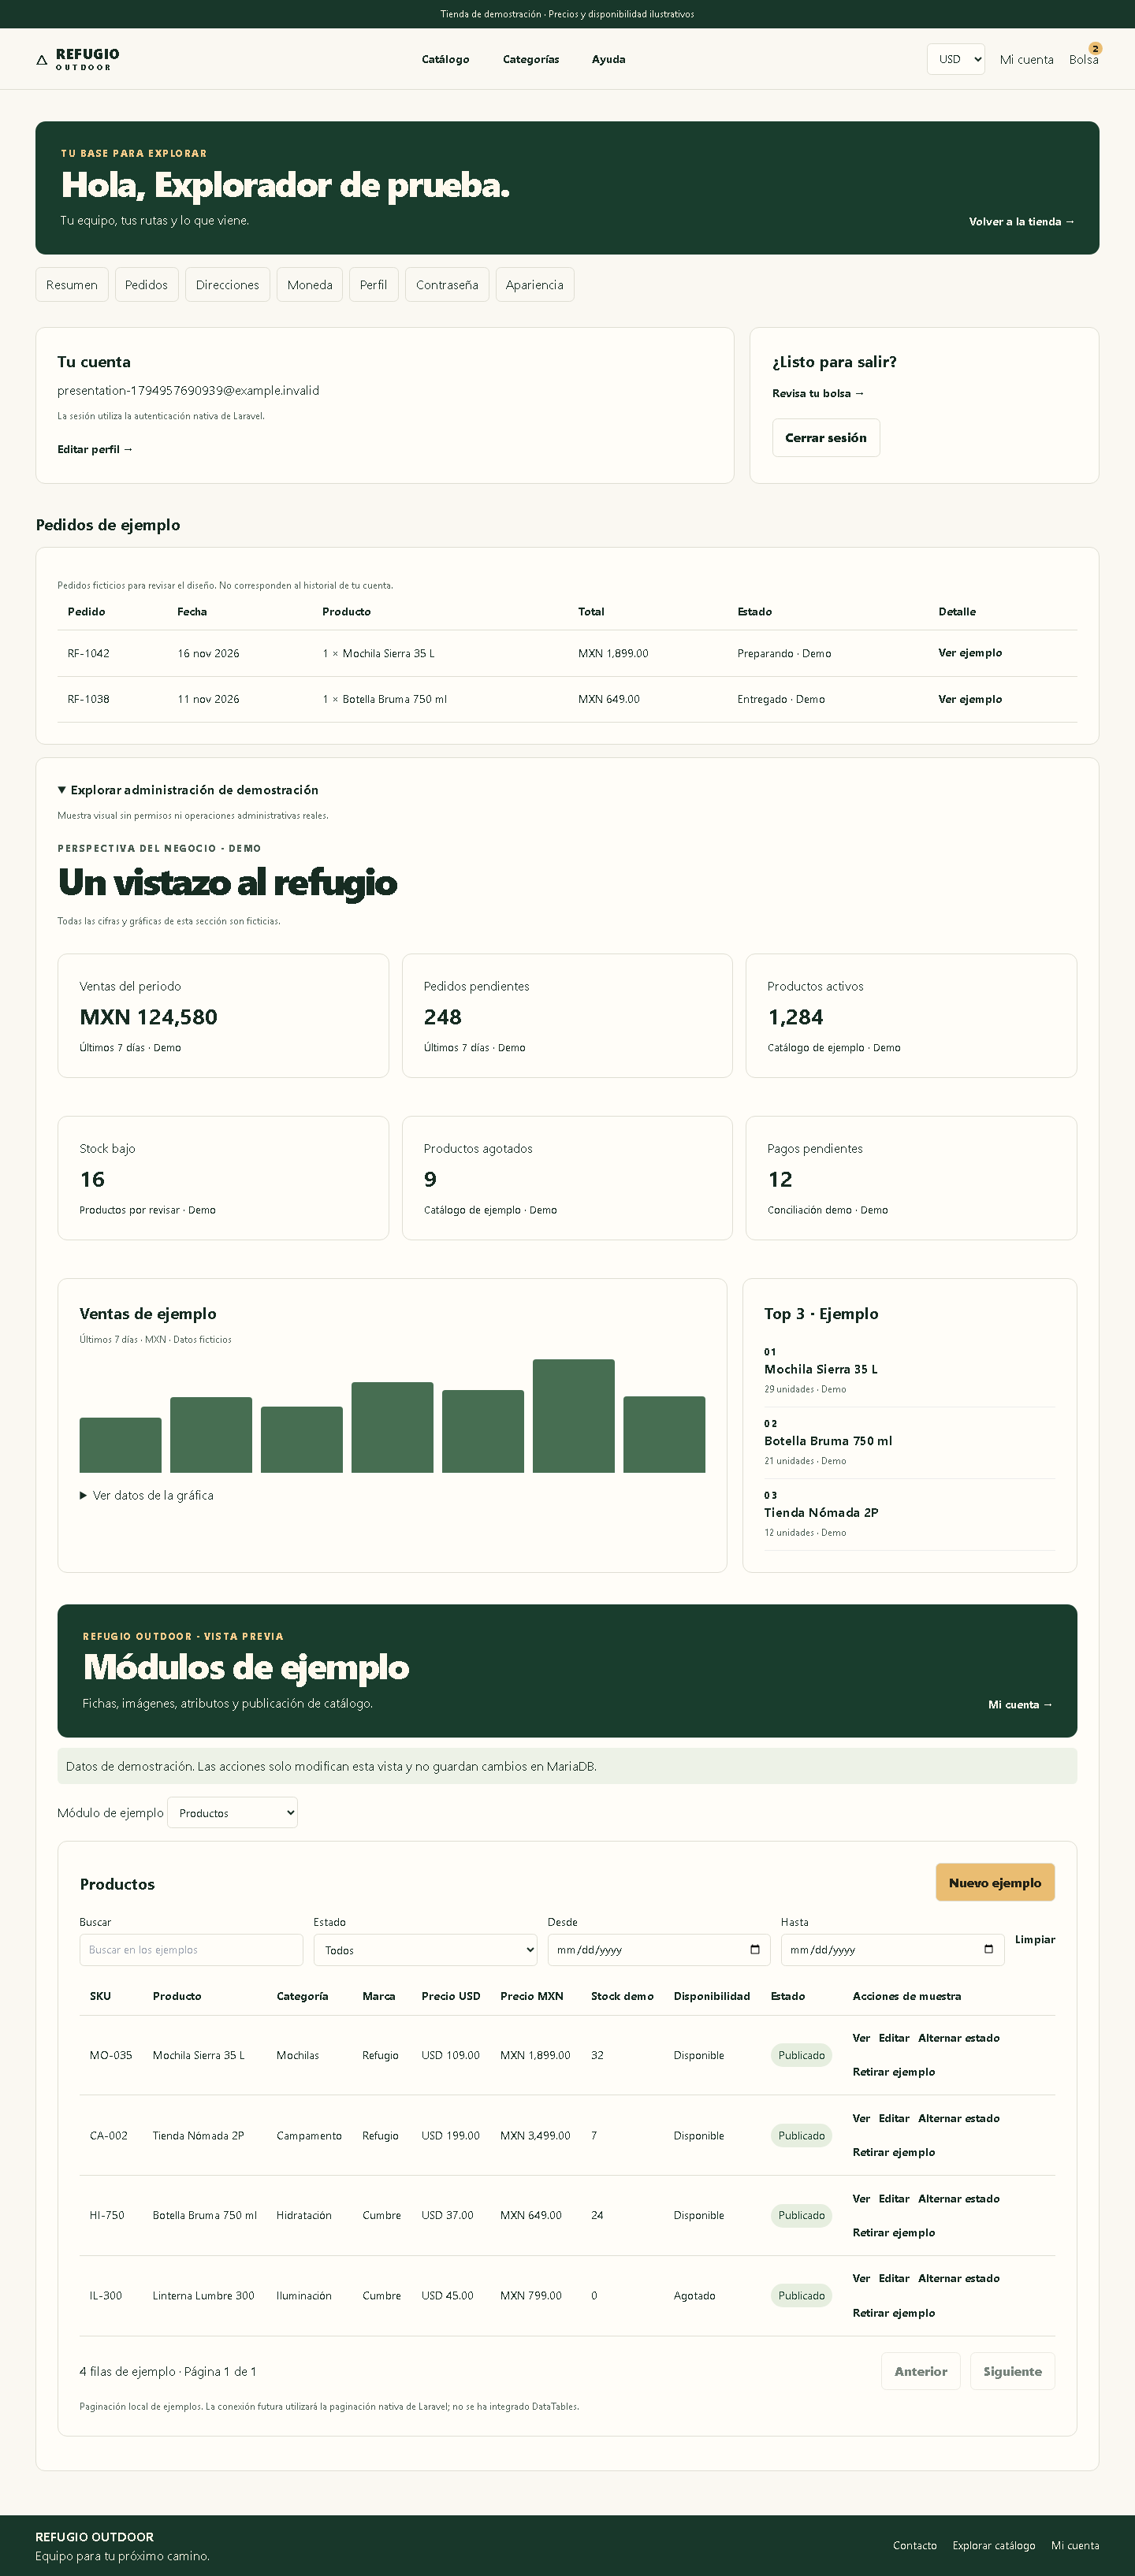 Tienda de demostración · Precios y disponibilidad ilustrativos
REFUGIO
OUTDOOR
Catálogo Categorías Ayuda
USD Mi cuenta Bolsa 2
TU BASE PARA EXPLORAR
Hola, Explorador de prueba.
Tu equipo, tus rutas y lo que viene.
Volver a la tienda →
Resumen Pedidos Direcciones Moneda Perfil Contraseña Apariencia
Tu cuenta
presentation-1794957690939@example.invalid
La sesión utiliza la autenticación nativa de Laravel.
Editar perfil →
¿Listo para salir?
Revisa tu bolsa →
Cerrar sesión
Pedidos de ejemplo
Pedidos ficticios para revisar el diseño. No corresponden al historial de tu cuenta.
Pedido Fecha Producto Total Estado Detalle
RF-1042 16 nov 2026 1 × Mochila Sierra 35 L MXN 1,899.00 Preparando · Demo Ver ejemplo
RF-1038 11 nov 2026 1 × Botella Bruma 750 ml MXN 649.00 Entregado · Demo Ver ejemplo
▼ Explorar administración de demostración
Muestra visual sin permisos ni operaciones administrativas reales.
PERSPECTIVA DEL NEGOCIO · DEMO
Un vistazo al refugio
Todas las cifras y gráficas de esta sección son ficticias.
Ventas del periodo
MXN 124,580
Últimos 7 días · Demo
Pedidos pendientes
248
Últimos 7 días · Demo
Productos activos
1,284
Catálogo de ejemplo · Demo
Stock bajo
16
Productos por revisar · Demo
Productos agotados
9
Catálogo de ejemplo · Demo
Pagos pendientes
12
Conciliación demo · Demo
Ventas de ejemplo
Últimos 7 días · MXN · Datos ficticios
▶ Ver datos de la gráfica
Top 3 · Ejemplo
01
Mochila Sierra 35 L
29 unidades · Demo
02
Botella Bruma 750 ml
21 unidades · Demo
03
Tienda Nómada 2P
12 unidades · Demo
REFUGIO OUTDOOR · VISTA PREVIA
Módulos de ejemplo
Fichas, imágenes, atributos y publicación de catálogo.
Mi cuenta →
Datos de demostración. Las acciones solo modifican esta vista y no guardan cambios en MariaDB.
Módulo de ejemplo Productos
Productos
Nuevo ejemplo
Buscar Estado Desde Hasta
Buscar en los ejemplos Todos mm/dd/yyyy mm/dd/yyyy Limpiar
SKU Producto Categoría Marca Precio USD Precio MXN Stock demo Disponibilidad Estado Acciones de muestra
MO-035 Mochila Sierra 35 L Mochilas Refugio USD 109.00 MXN 1,899.00 32 Disponible Publicado Ver Editar Alternar estado
Retirar ejemplo
CA-002 Tienda Nómada 2P Campamento Refugio USD 199.00 MXN 3,499.00 7 Disponible Publicado Ver Editar Alternar estado
Retirar ejemplo
HI-750 Botella Bruma 750 ml Hidratación Cumbre USD 37.00 MXN 649.00 24 Disponible Publicado Ver Editar Alternar estado
Retirar ejemplo
IL-300 Linterna Lumbre 300 Iluminación Cumbre USD 45.00 MXN 799.00 0 Agotado Publicado Ver Editar Alternar estado
Retirar ejemplo
4 filas de ejemplo · Página 1 de 1
Anterior Siguiente
Paginación local de ejemplos. La conexión futura utilizará la paginación nativa de Laravel; no se ha integrado DataTables.
REFUGIO OUTDOOR
Equipo para tu próximo camino.
Contacto Explorar catálogo Mi cuenta